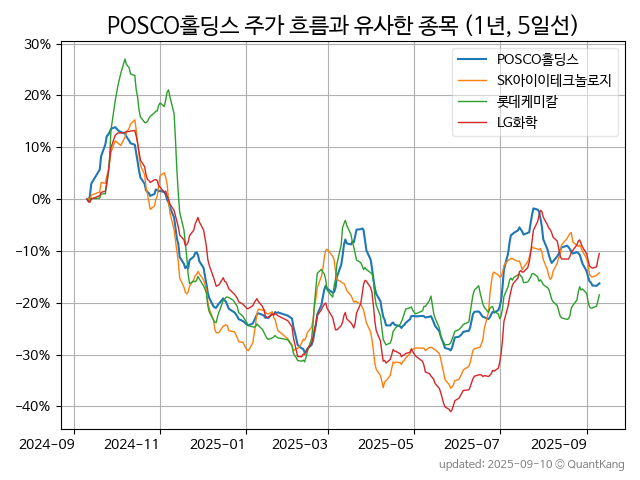 POSCO홀딩스 주가 흐름과 유사한 종목 (1년, 5일선)
30%
20%
10%
0%
-10%
-20%
-30%
-40%
POSCO홀딩스
SK아이이테크놀로지
롯데케미칼
LG화학
2024-09
2024-11
2025-01
2025-03
2025-05
2025-07
2025-09
updated: 2025-09-10 © QuantKang